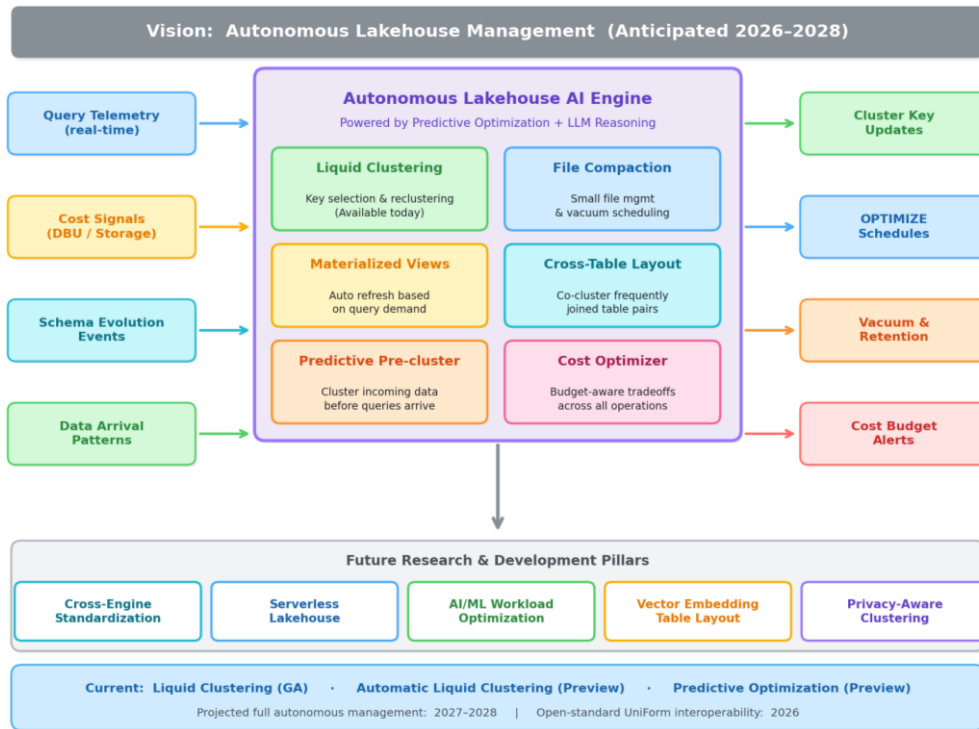 Vision: Autonomous Lakehouse Management (Anticipated 2026–2028)
Query Telemetry
(real-time)
Cost Signals
(DBU / Storage)
Schema Evolution
Events
Data Arrival
Patterns
Autonomous Lakehouse AI Engine
Powered by Predictive Optimization + LLM Reasoning
Liquid Clustering
Key selection & reclustering
(Available today)
File Compaction
Small file mgmt
& vacuum scheduling
Materialized Views
Auto refresh based
on query demand
Cross-Table Layout
Co-cluster frequently
joined table pairs
Predictive Pre-cluster
Cluster incoming data
before queries arrive
Cost Optimizer
Budget-aware tradeoffs
across all operations
Cluster Key
Updates
OPTIMIZE
Schedules
Vacuum &
Retention
Cost Budget
Alerts
Future Research & Development Pillars
Cross-Engine
Standardization
Serverless
Lakehouse
AI/ML Workload
Optimization
Vector Embedding
Table Layout
Privacy-Aware
Clustering
Current: Liquid Clustering (GA) · Automatic Liquid Clustering (Preview) · Predictive Optimization (Preview)
Projected full autonomous management: 2027–2028 | Open-standard UniForm interoperability: 2026